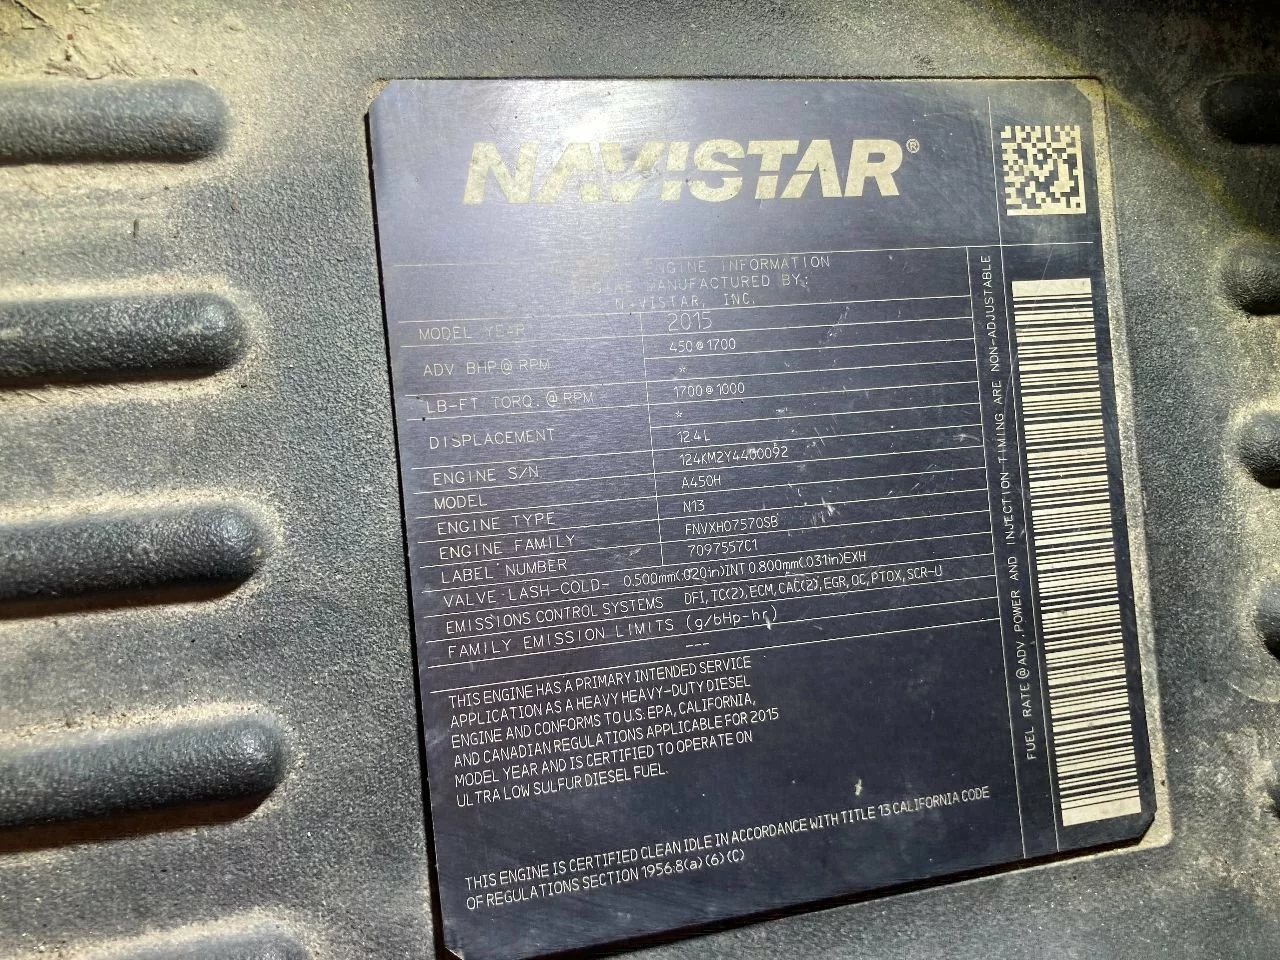 NAVISTAR®
ENGINE INFORMATION
MANUFACTURED BY:
NAVISTAR, INC.
MODEL YEAR 2015
ADV BHP@ RPM 450@1700
*
LB-FT TORQ. @ RPM 1700@1000
*
DISPLACEMENT 12.4L
ENGINE S/N 124KM2Y4400092
MODEL A450H
ENGINE TYPE N13
ENGINE FAMILY FNVXH07570SB
LABEL NUMBER 7097557C1
VALVE LASH-COLD- 0.500mm(.020in)INT 0.800mm(.031in)EXH
EMISSIONS CONTROL SYSTEMS DFI, TC(2), ECM, CAC(2), EGR, OC, PTOX, SCR-U
FAMILY EMISSION LIMITS (g/bHp-hr)
---
THIS ENGINE HAS A PRIMARY INTENDED SERVICE
APPLICATION AS A HEAVY HEAVY-DUTY DIESEL
ENGINE AND CONFORMS TO U.S. EPA, CALIFORNIA,
AND CANADIAN REGULATIONS APPLICABLE FOR 2015
MODEL YEAR AND IS CERTIFIED TO OPERATE ON
ULTRA LOW SULFUR DIESEL FUEL.
THIS ENGINE IS CERTIFIED CLEAN IDLE IN ACCORDANCE WITH TITLE 13 CALIFORNIA CODE
OF REGULATIONS SECTION 1956.8(a)(6)(C)
FUEL RATE @ADV. POWER AND INJECTION TIMING ARE NON-ADJUSTABLE